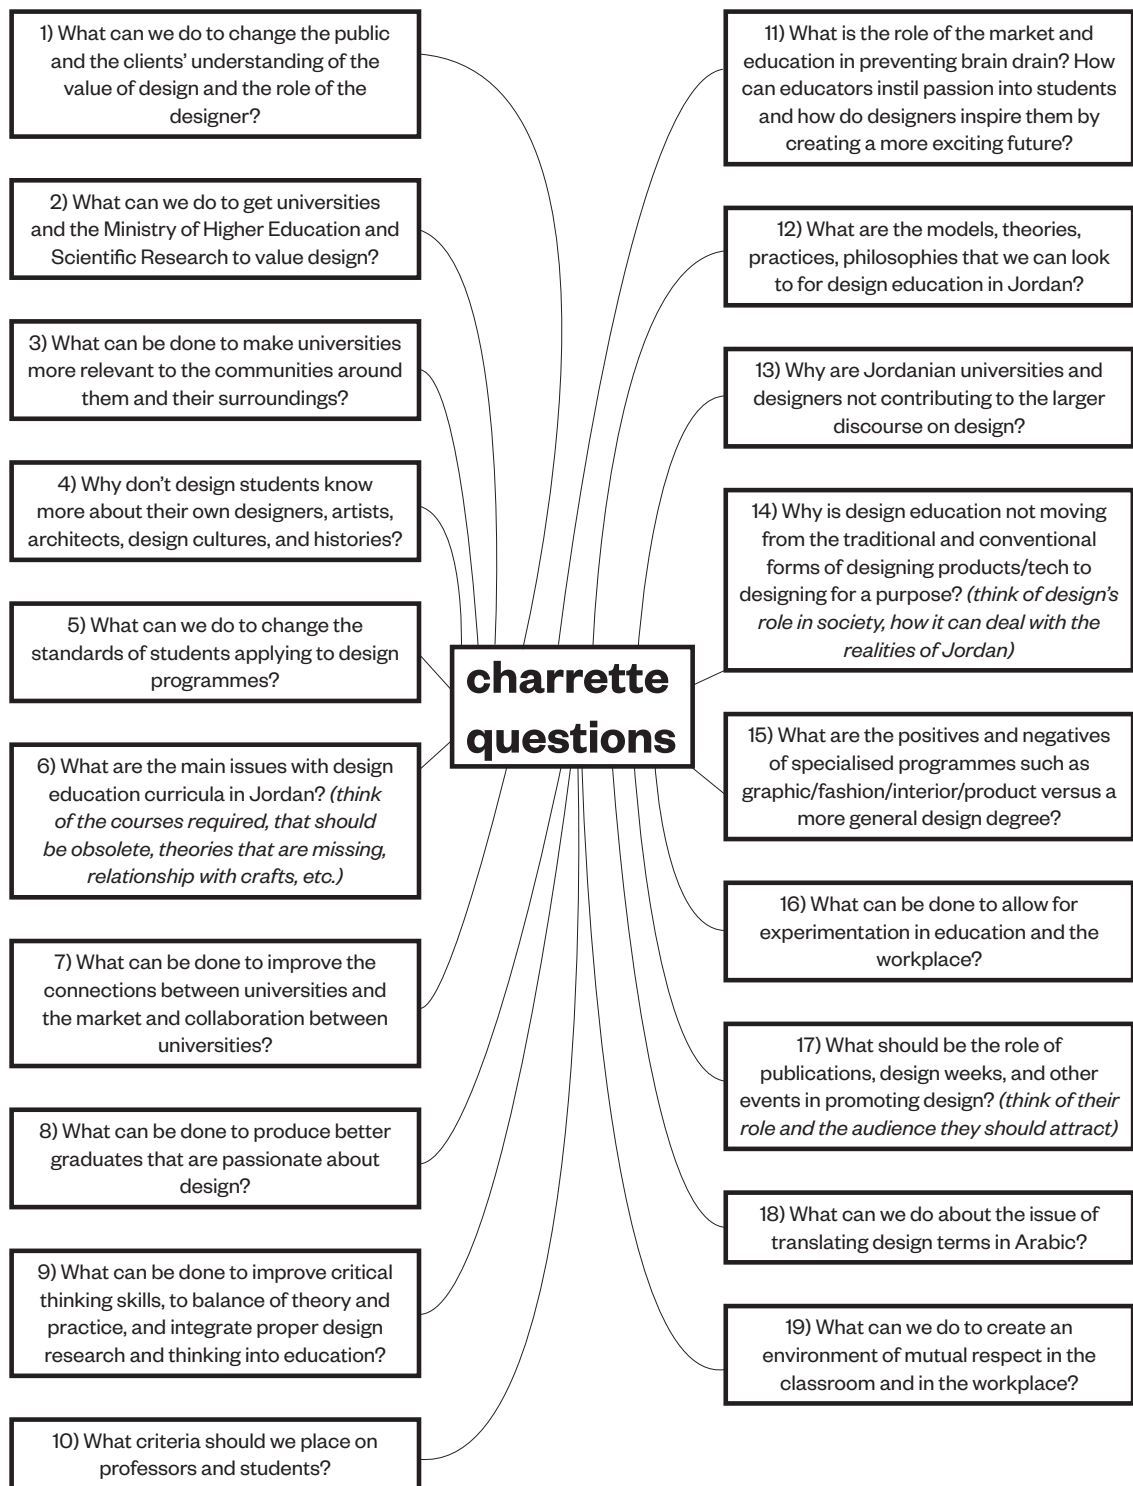 1) What can we do to change the public
and the clients’ understanding of the
value of design and the role of the
designer?
2) What can we do to get universities
and the Ministry of Higher Education and
Scientific Research to value design?
3) What can be done to make universities
more relevant to the communities around
them and their surroundings?
4) Why don’t design students know
more about their own designers, artists,
architects, design cultures, and histories?
5) What can we do to change the
standards of students applying to design
programmes?
6) What are the main issues with design
education curricula in Jordan? (think
of the courses required, that should
be obsolete, theories that are missing,
relationship with crafts, etc.)
7) What can be done to improve the
connections between universities and
the market and collaboration between
universities?
8) What can be done to produce better
graduates that are passionate about
design?
9) What can be done to improve critical
thinking skills, to balance of theory and
practice, and integrate proper design
research and thinking into education?
10) What criteria should we place on
professors and students?
charrette
questions
11) What is the role of the market and
education in preventing brain drain? How
can educators instil passion into students
and how do designers inspire them by
creating a more exciting future?
12) What are the models, theories,
practices, philosophies that we can look
to for design education in Jordan?
13) Why are Jordanian universities and
designers not contributing to the larger
discourse on design?
14) Why is design education not moving
from the traditional and conventional
forms of designing products/tech to
designing for a purpose? (think of design’s
role in society, how it can deal with the
realities of Jordan)
15) What are the positives and negatives
of specialised programmes such as
graphic/fashion/interior/product versus a
more general design degree?
16) What can be done to allow for
experimentation in education and the
workplace?
17) What should be the role of
publications, design weeks, and other
events in promoting design? (think of their
role and the audience they should attract)
18) What can we do about the issue of
translating design terms in Arabic?
19) What can we do to create an
environment of mutual respect in the
classroom and in the workplace?